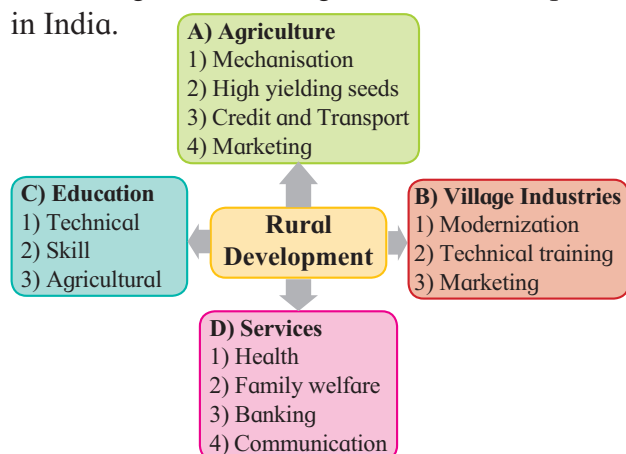 in India.
A) Agriculture
1) Mechanisation
2) High yielding seeds
3) Credit and Transport
4) Marketing
C) Education
1) Technical
2) Skill
3) Agricultural
Rural
Development
B) Village Industries
1) Modernization
2) Technical training
3) Marketing
D) Services
1) Health
2) Family welfare
3) Banking
4) Communication